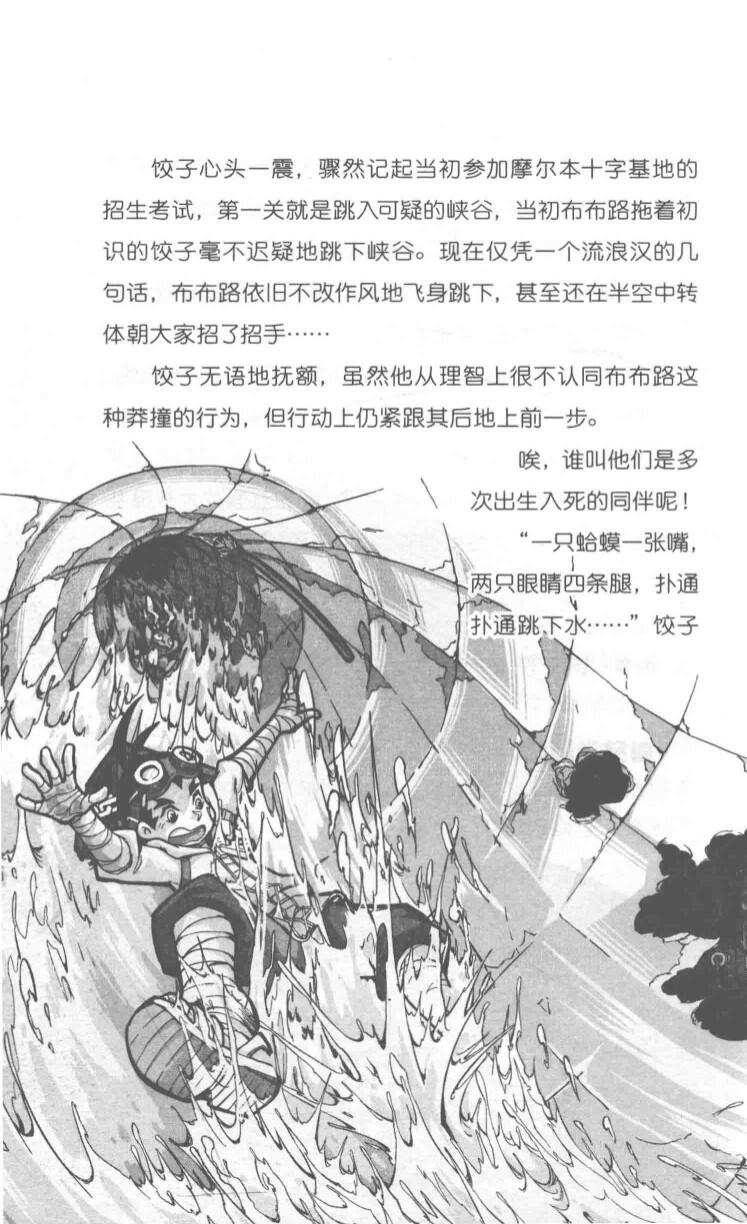 饺子心头一震，骤然记起当初参加摩尔本十字基地的
招生考试，第一关就是跳入可疑的峡谷，当初布布路拖着初
识的饺子毫不迟疑地跳下峡谷。现在仅凭一个流浪汉的几
句话，布布路依旧不改作风地飞身跳下，甚至还在半空中转
体朝大家招了招手……
饺子无语地抚额，虽然他从理智上很不认同布布路这
种莽撞的行为，但行动上仍紧跟其后地上前一步。
唉，谁叫他们是多
次出生入死的同伴呢！
“一只蛤蟆一张嘴，
两只眼睛四条腿，扑通
扑通跳下水……”饺子